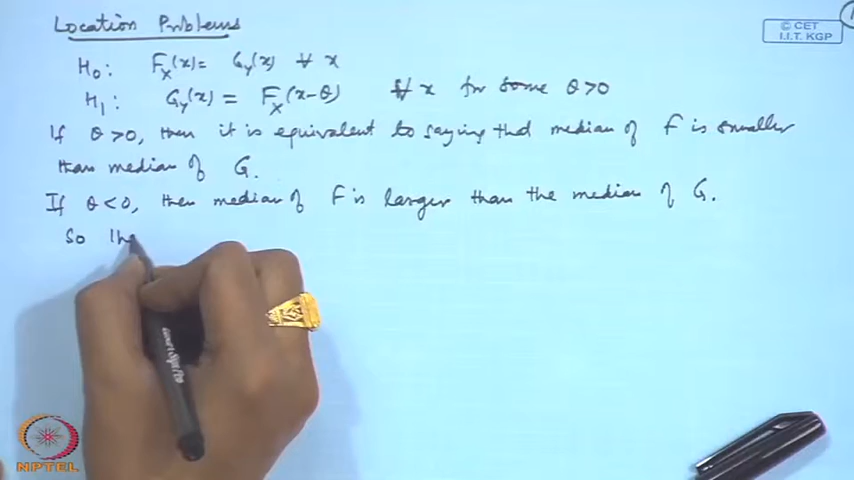 Location Problems
© CET
I.I.T. KGP
H₀: F_X(x) = G_Y(x) ∀ x
H₁: G_Y(x) = F_X(x-θ) ∀ x for some θ>0
If θ>0, then it is equivalent to saying that median of F is smaller
than median of G.
If θ<0, then median of F is larger than the median of G.
So the
NPTEL